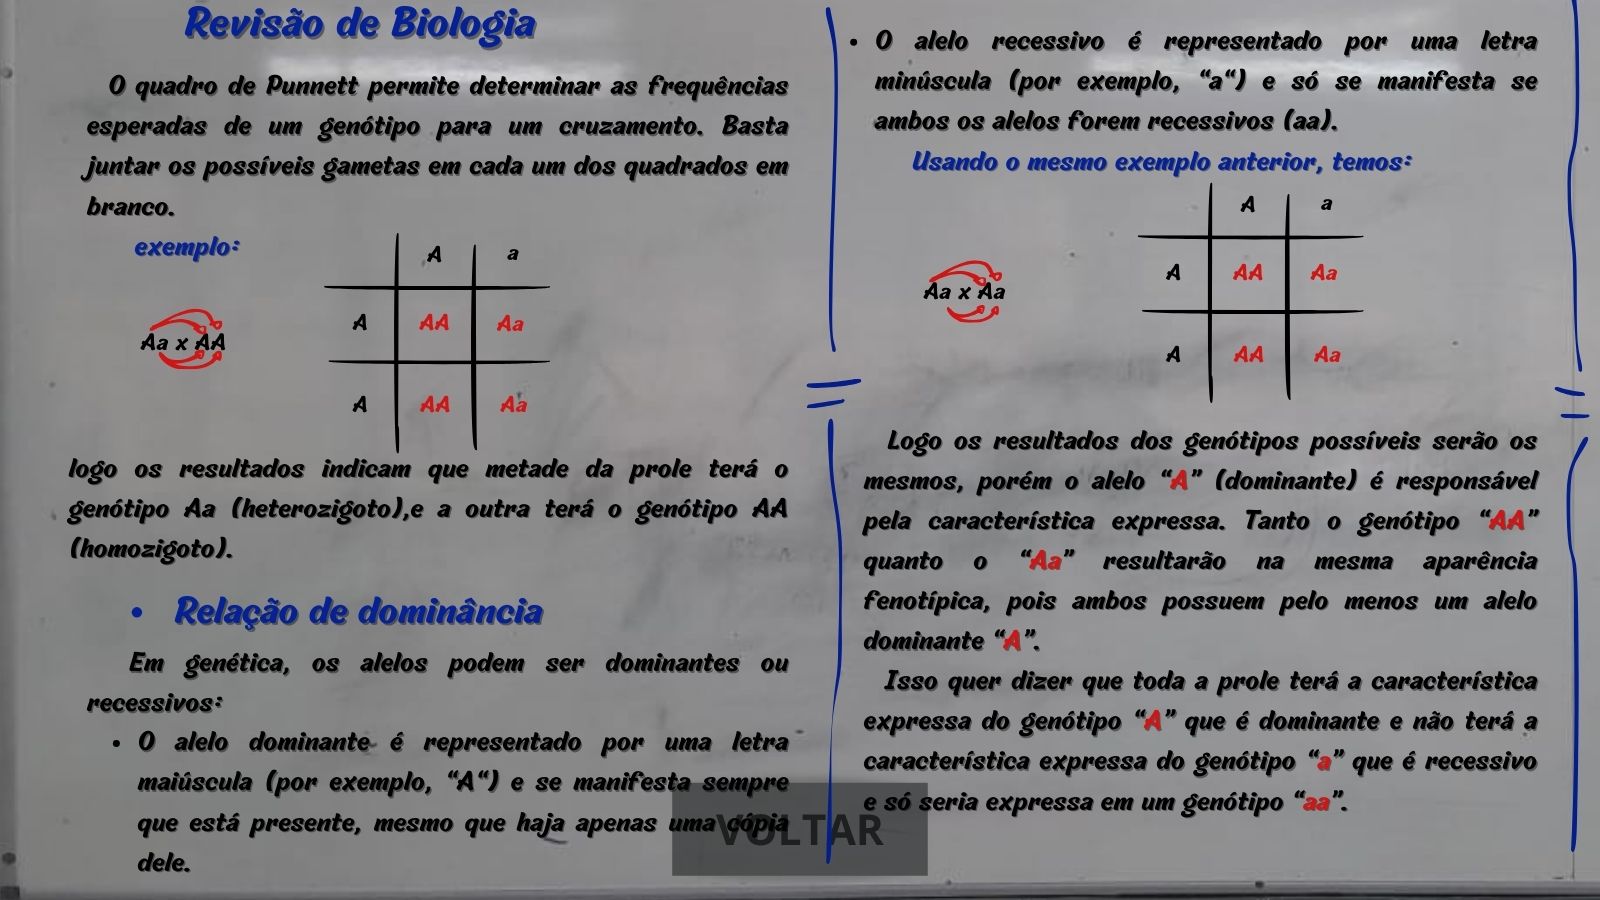 Revisão de Biologia
O quadro de Punnett permite determinar as frequências
esperadas de um genótipo para um cruzamento. Basta
juntar os possíveis gametas em cada um dos quadrados em
branco.
exemplo:
A a
A AA Aa
Aa x AA
A AA Aa
logo os resultados indicam que metade da prole terá o
genótipo Aa (heterozigoto),e a outra terá o genótipo AA
(homozigoto).
• Relação de dominância
Em genética, os alelos podem ser dominantes ou
recessivos:
• O alelo dominante é representado por uma letra
maiúscula (por exemplo, “A“) e se manifesta sempre
que está presente, mesmo que haja apenas uma cópia
dele.
• O alelo recessivo é representado por uma letra
minúscula (por exemplo, “a“) e só se manifesta se
ambos os alelos forem recessivos (aa).
Usando o mesmo exemplo anterior, temos:
A a
A AA Aa
Aa x Aa
A AA Aa
Logo os resultados dos genótipos possíveis serão os
mesmos, porém o alelo “A” (dominante) é responsável
pela característica expressa. Tanto o genótipo “AA”
quanto o “Aa” resultarão na mesma aparência
fenotípica, pois ambos possuem pelo menos um alelo
dominante “A”.
Isso quer dizer que toda a prole terá a característica
expressa do genótipo “A” que é dominante e não terá a
característica expressa do genótipo “a” que é recessivo
e só seria expressa em um genótipo “aa”.
VOLTAR